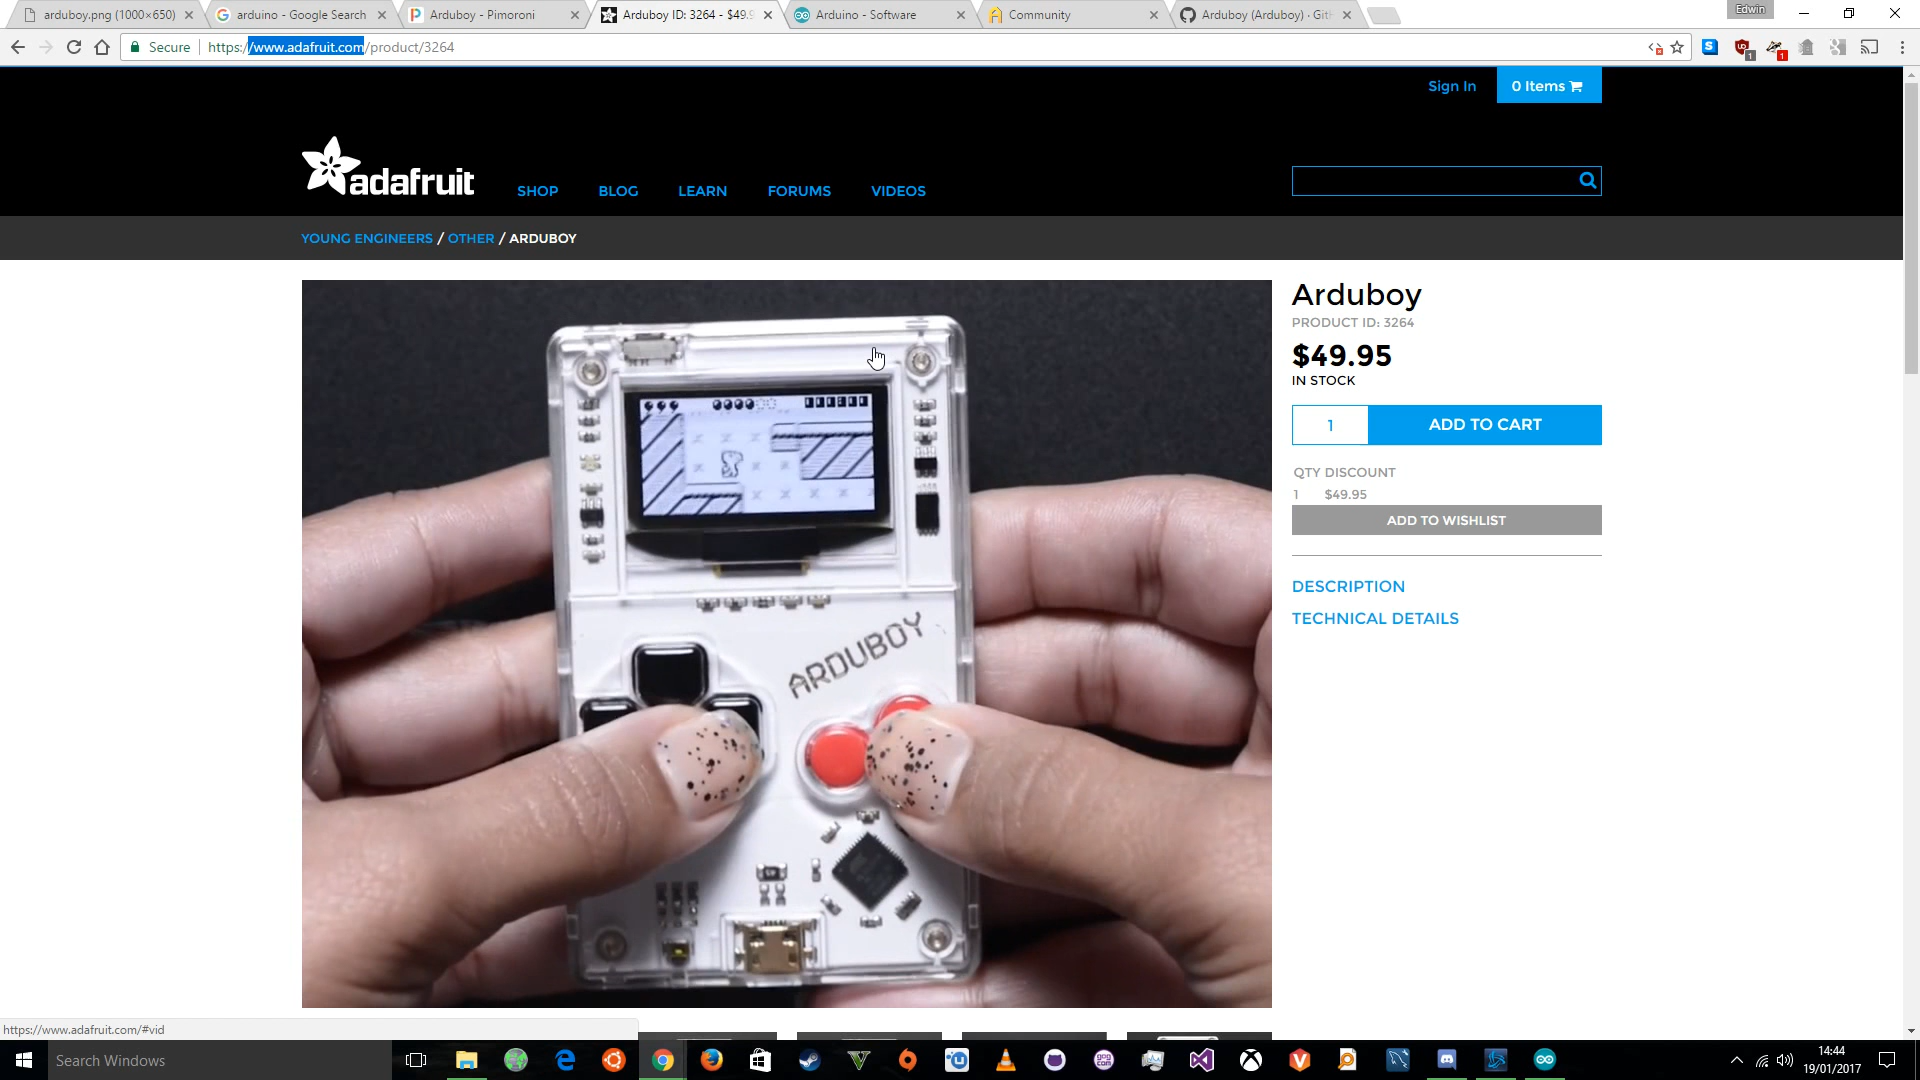 arduboy.png (1000×650)
arduino - Google Search
Arduboy - Pimoroni
Arduboy ID: 3264 - $49.9
Arduino - Software
Community
Arduboy (Arduboy) · Gith
Edwin
Secure
https://www.adafruit.com/product/3264
Sign In
0 Items
adafruit
SHOP
BLOG
LEARN
FORUMS
VIDEOS
YOUNG ENGINEERS / OTHER / ARDUBOY
Arduboy
PRODUCT ID: 3264
$49.95
IN STOCK
1
ADD TO CART
QTY DISCOUNT
1 $49.95
ADD TO WISHLIST
DESCRIPTION
TECHNICAL DETAILS
ARDUBOY
https://www.adafruit.com/#vid
Search Windows
14:44
19/01/2017